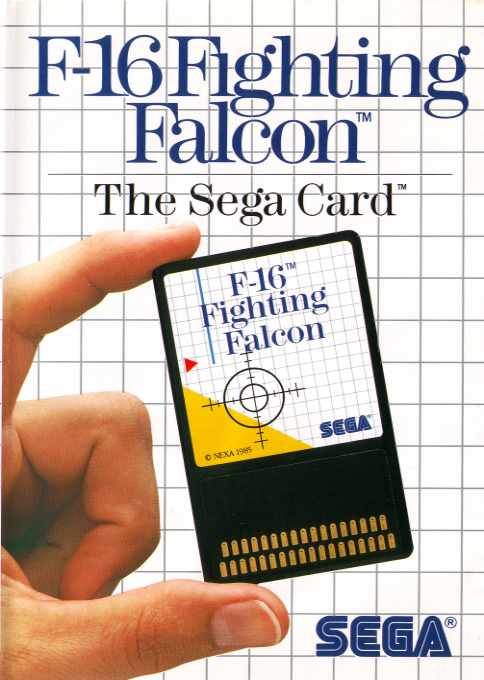 F-16 Fighting
Falcon™
The Sega Card™
F-16™
Fighting
Falcon
SEGA®
© NEXA 1985
SEGA®